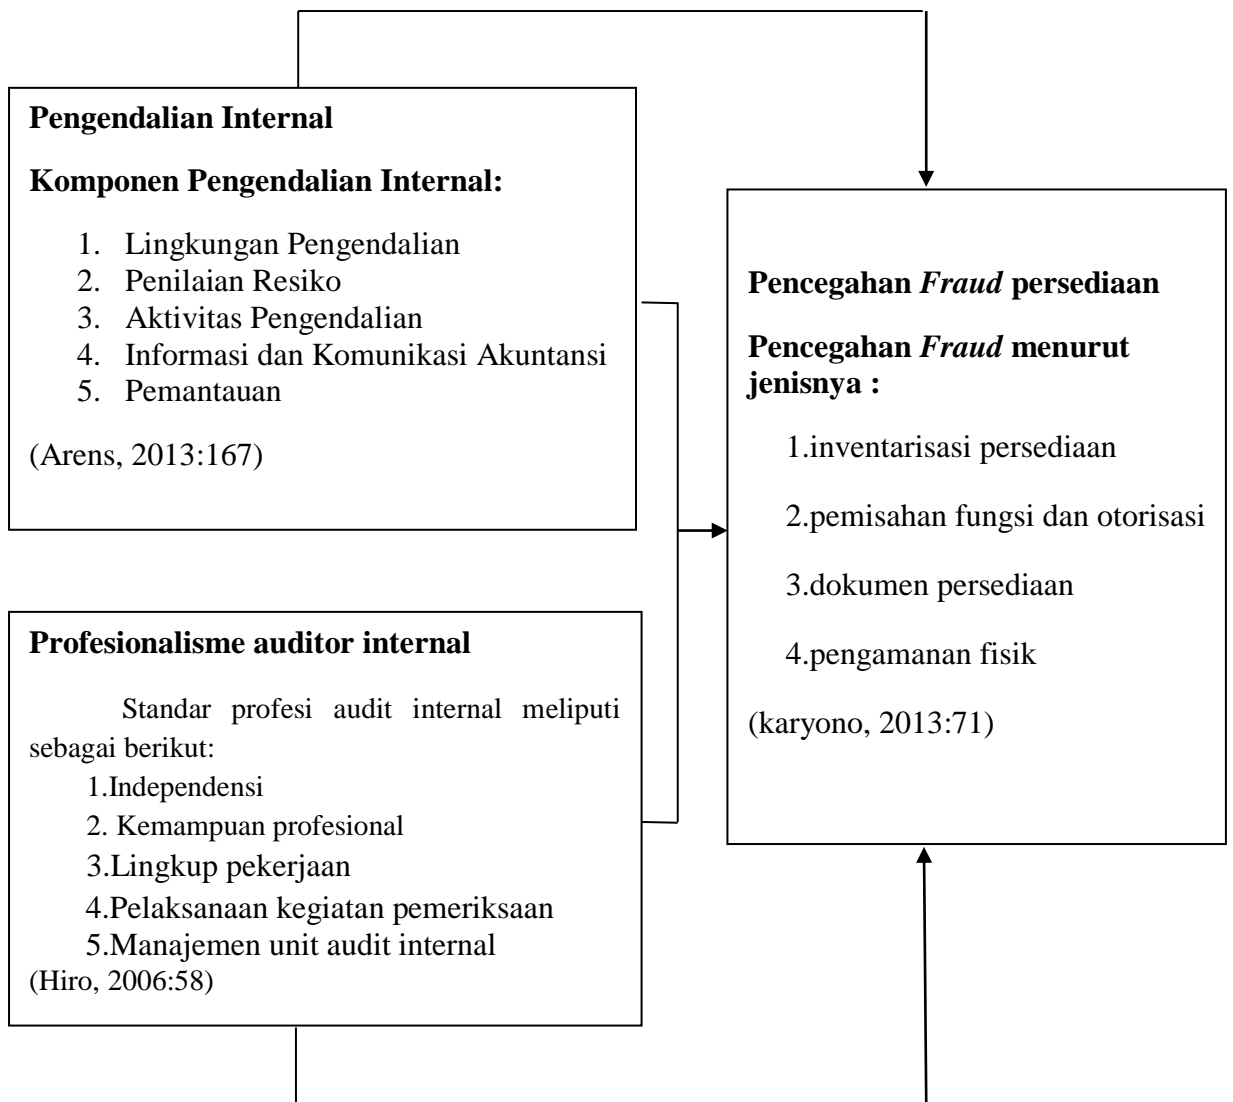 Pengendalian Internal
Komponen Pengendalian Internal:
1. Lingkungan Pengendalian
2. Penilaian Resiko
3. Aktivitas Pengendalian
4. Informasi dan Komunikasi Akuntansi
5. Pemantauan
(Arens, 2013:167)
Profesionalisme auditor internal
Standar profesi audit internal meliputi
sebagai berikut:
1.Independensi
2. Kemampuan profesional
3.Lingkup pekerjaan
4.Pelaksanaan kegiatan pemeriksaan
5.Manajemen unit audit internal
(Hiro, 2006:58)
Pencegahan Fraud persediaan
Pencegahan Fraud menurut
jenisnya :
1.inventarisasi persediaan
2.pemisahan fungsi dan otorisasi
3.dokumen persediaan
4.pengamanan fisik
(karyono, 2013:71)